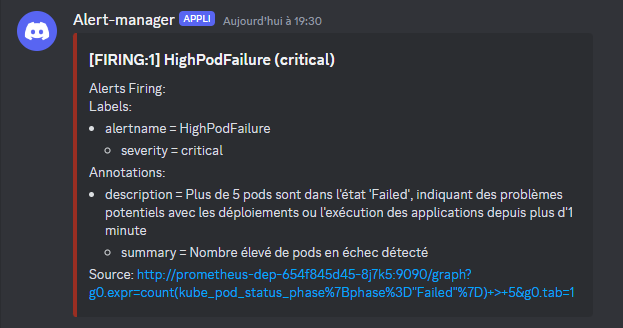 Alert-manager APPLI Aujourd'hui à 19:30
[FIRING:1] HighPodFailure (critical)
Alerts Firing:
Labels:
• alertname = HighPodFailure
◦ severity = critical
Annotations:
• description = Plus de 5 pods sont dans l'état 'Failed', indiquant des problèmes
potentiels avec les déploiements ou l'exécution des applications depuis plus d'1
minute
◦ summary = Nombre élevé de pods en échec détecté
Source: http://prometheus-dep-654f845d45-8j7k5:9090/graph?
g0.expr=count(kube_pod_status_phase%7Bphase%3D"Failed"%7D)+>+5&g0.tab=1